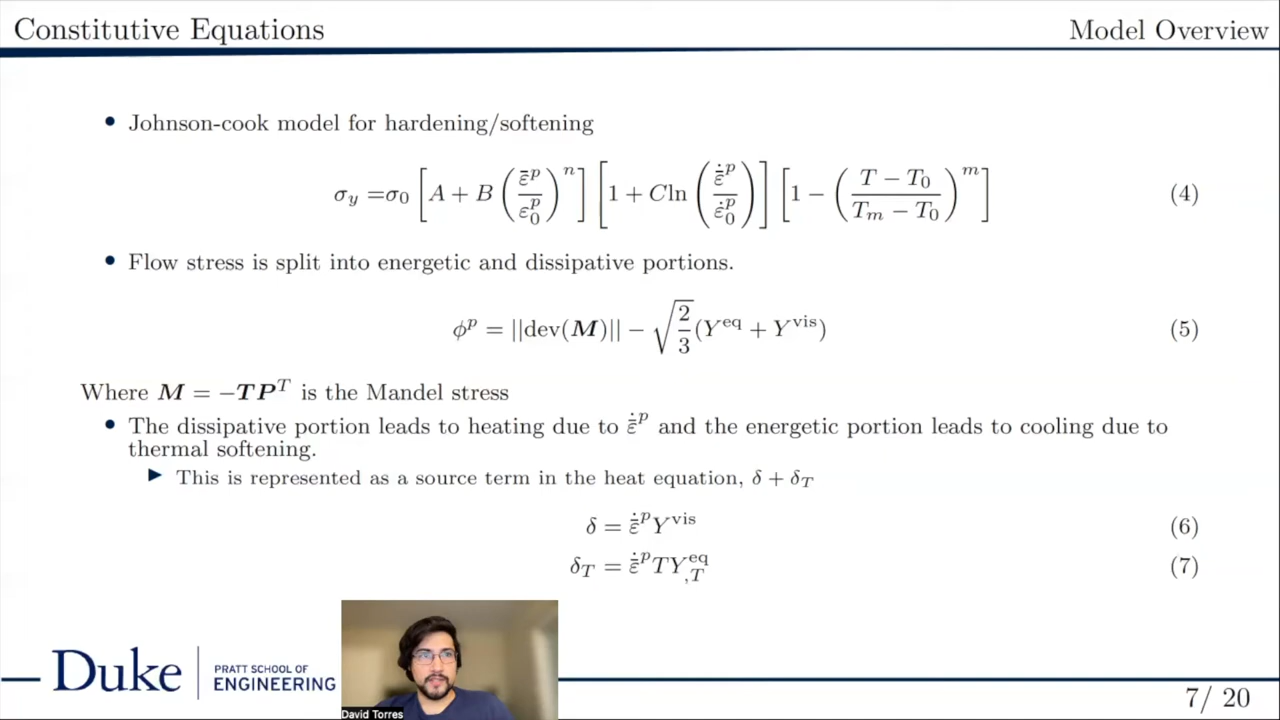 Constitutive Equations
Model Overview
• Johnson-cook model for hardening/softening
σ_y =σ_0 [A + B (ε̄^p / ε_0^p)^n] [1 + Cln (ε̄̇^p / ε̇_0^p)] [1 − ((T − T_0) / (T_m − T_0))^m] (4)
• Flow stress is split into energetic and dissipative portions.
ϕ^p = ||dev(M)|| − √(2/3) (Y^eq + Y^vis) (5)
Where M = −TP^T is the Mandel stress
• The dissipative portion leads to heating due to ε̄̇^p and the energetic portion leads to cooling due to
thermal softening.
▶ This is represented as a source term in the heat equation, δ + δ_T
δ = ε̄̇^p Y^vis (6)
δ_T = ε̄̇^p T Y^eq_,T (7)
Duke
PRATT SCHOOL OF
ENGINEERING
David Torres
7/ 20